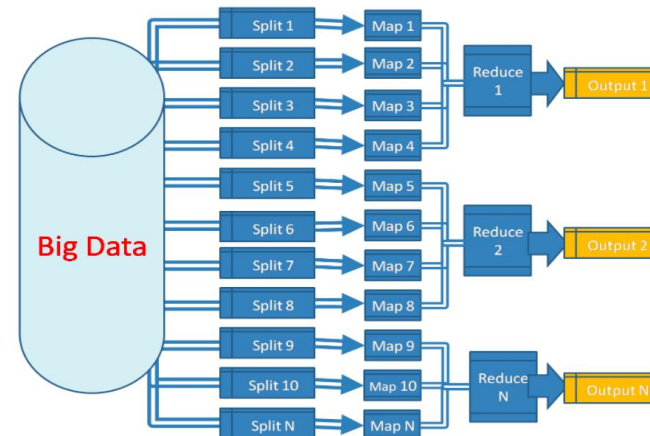 Big Data
Split 1
Split 2
Split 3
Split 4
Split 5
Split 6
Split 7
Split 8
Split 9
Split 10
Split N
Map 1
Map 2
Map 3
Map 4
Map 5
Map 6
Map 7
Map 8
Map 9
Map 10
Map N
Reduce
1
Reduce
2
Reduce
N
Output 1
Output 2
Output N